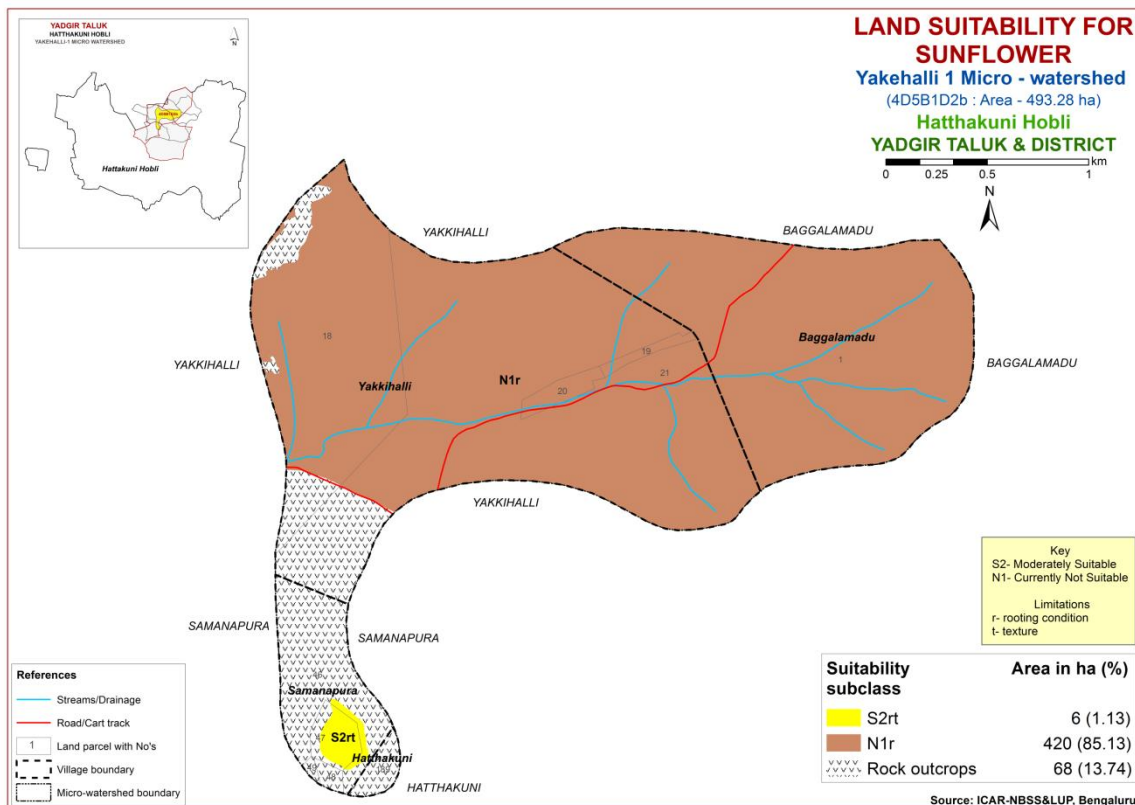 YADGIR TALUK
HATTHAKUNI HOBLI
YAKEHALLI-1 MICRO WATERSHED
N
Hattakuni Hobli
LAND SUITABILITY FOR
SUNFLOWER
Yakehalli 1 Micro - watershed
(4D5B1D2b : Area - 493.28 ha)
Hatthakuni Hobli
YADGIR TALUK & DISTRICT
km
0 0.25 0.5 1
N
YAKKIHALLI
BAGGALAMADU
18
19
Baggalamadu
1
YAKKIHALLI
BAGGALAMADU
21
N1r
Yakkihalli
20
YAKKIHALLI
SAMANAPURA
SAMANAPURA
46
Samanapura
47
S2rt
Hatthakuni
49
48
HATTHAKUNI
Key
S2- Moderately Suitable
N1- Currently Not Suitable
Limitations
r- rooting condition
t- texture
References
Streams/Drainage
Road/Cart track
1 Land parcel with No's
Village boundary
Micro-watershed boundary
Suitability subclass Area in ha (%)
S2rt 6 (1.13)
N1r 420 (85.13)
Rock outcrops 68 (13.74)
Source: ICAR-NBSS&LUP, Bengaluru